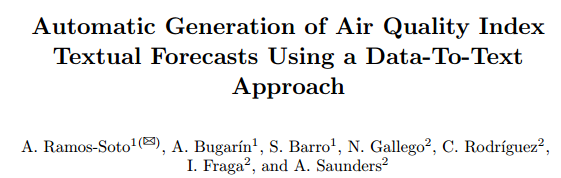 Automatic Generation of Air Quality Index
Textual Forecasts Using a Data-To-Text
Approach
A. Ramos-Soto1(✉), A. Bugarín1, S. Barro1, N. Gallego2, C. Rodríguez2,
I. Fraga2, and A. Saunders2